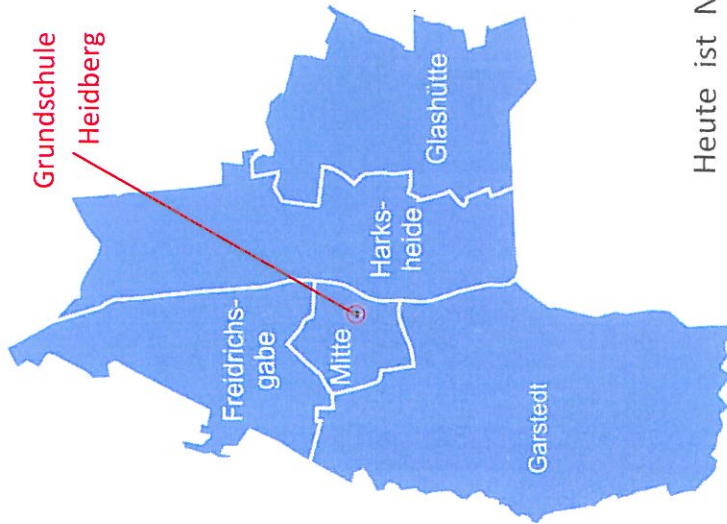 Grundschule
Heidberg
Freidrichs-
gabe
Mitte
Harks-
heide
Glashütte
Garstedt
Heute ist N